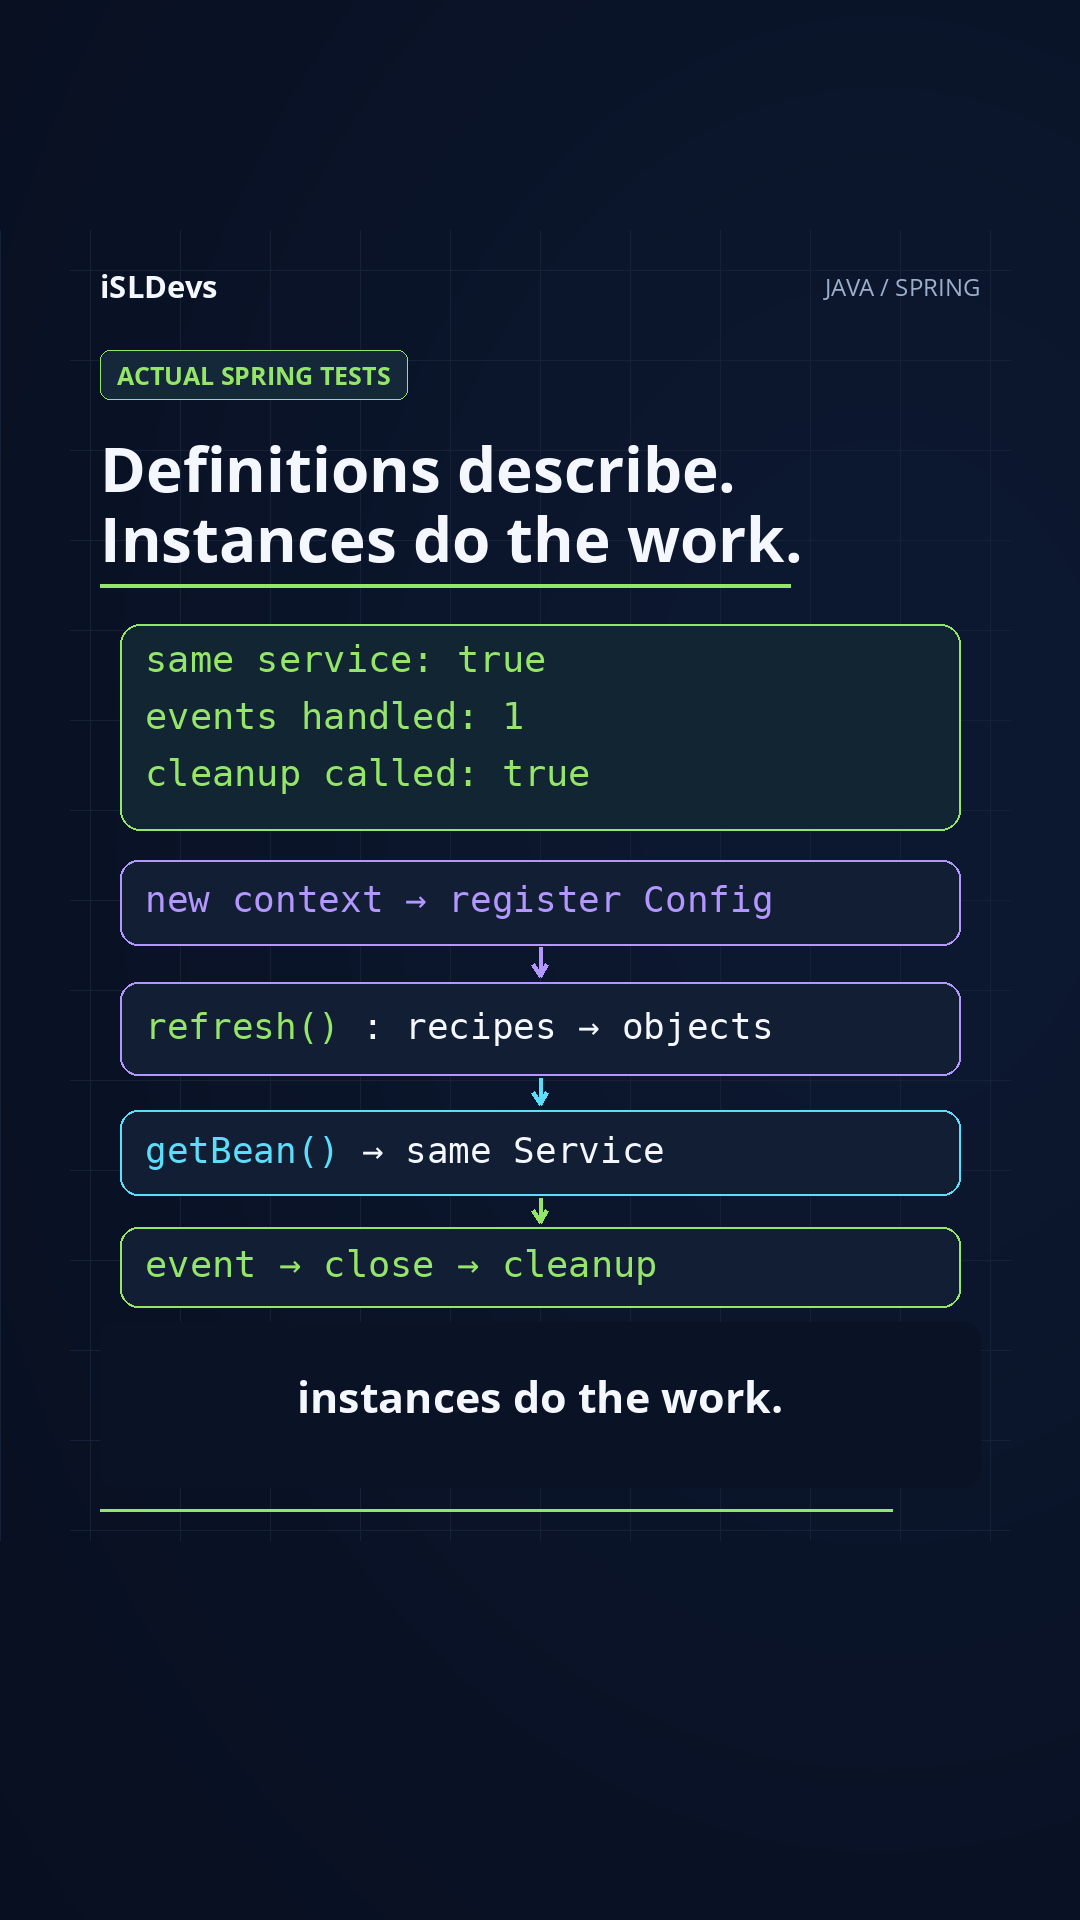 iSLDevs
JAVA / SPRING
ACTUAL SPRING TESTS
Definitions describe.
Instances do the work.
same service: true
events handled: 1
cleanup called: true
new context → register Config
refresh() : recipes → objects
getBean() → same Service
event → close → cleanup
instances do the work.